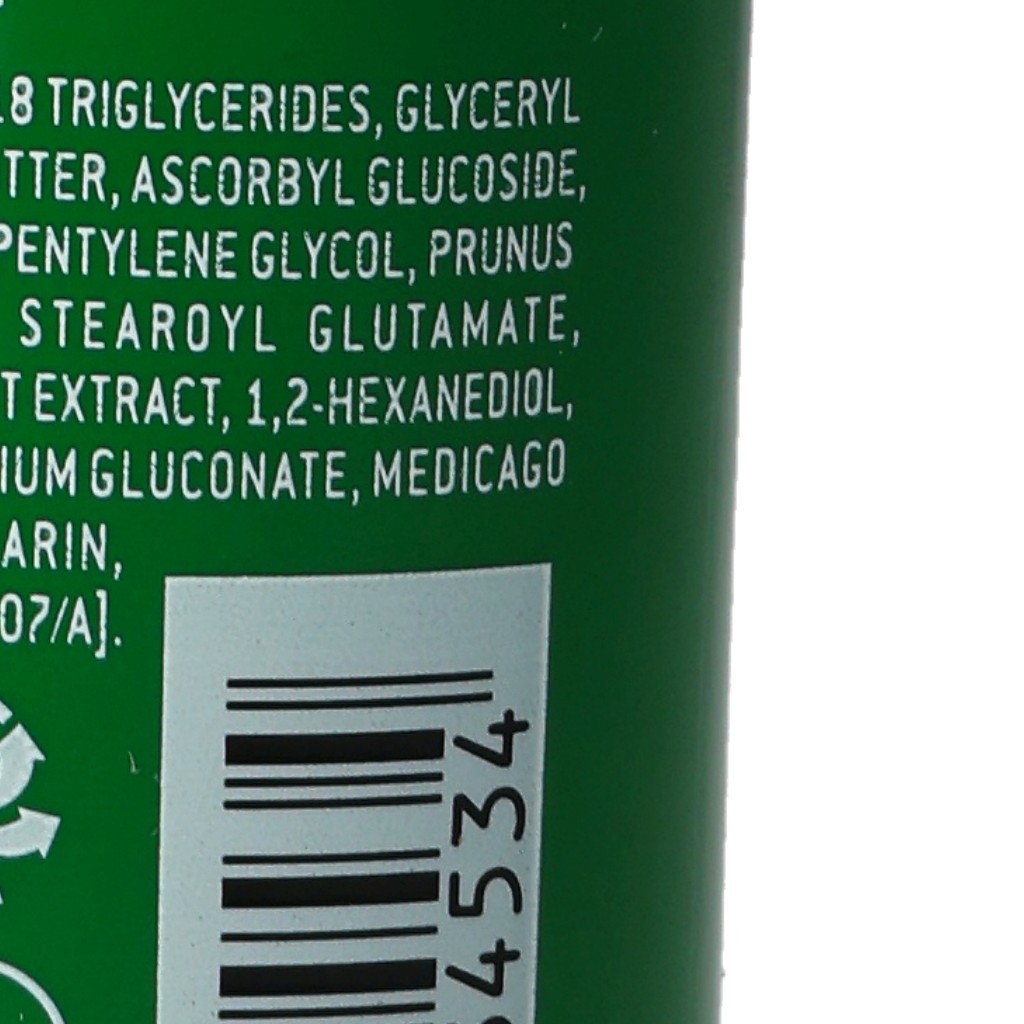 .8 TRIGLYCERIDES, GLYCERYL
TTER, ASCORBYL GLUCOSIDE,
PENTYLENE GLYCOL, PRUNUS
STEAROYL GLUTAMATE,
T EXTRACT, 1,2-HEXANEDIOL,
IUM GLUCONATE, MEDICAGO
ARIN,
07/A].
4534